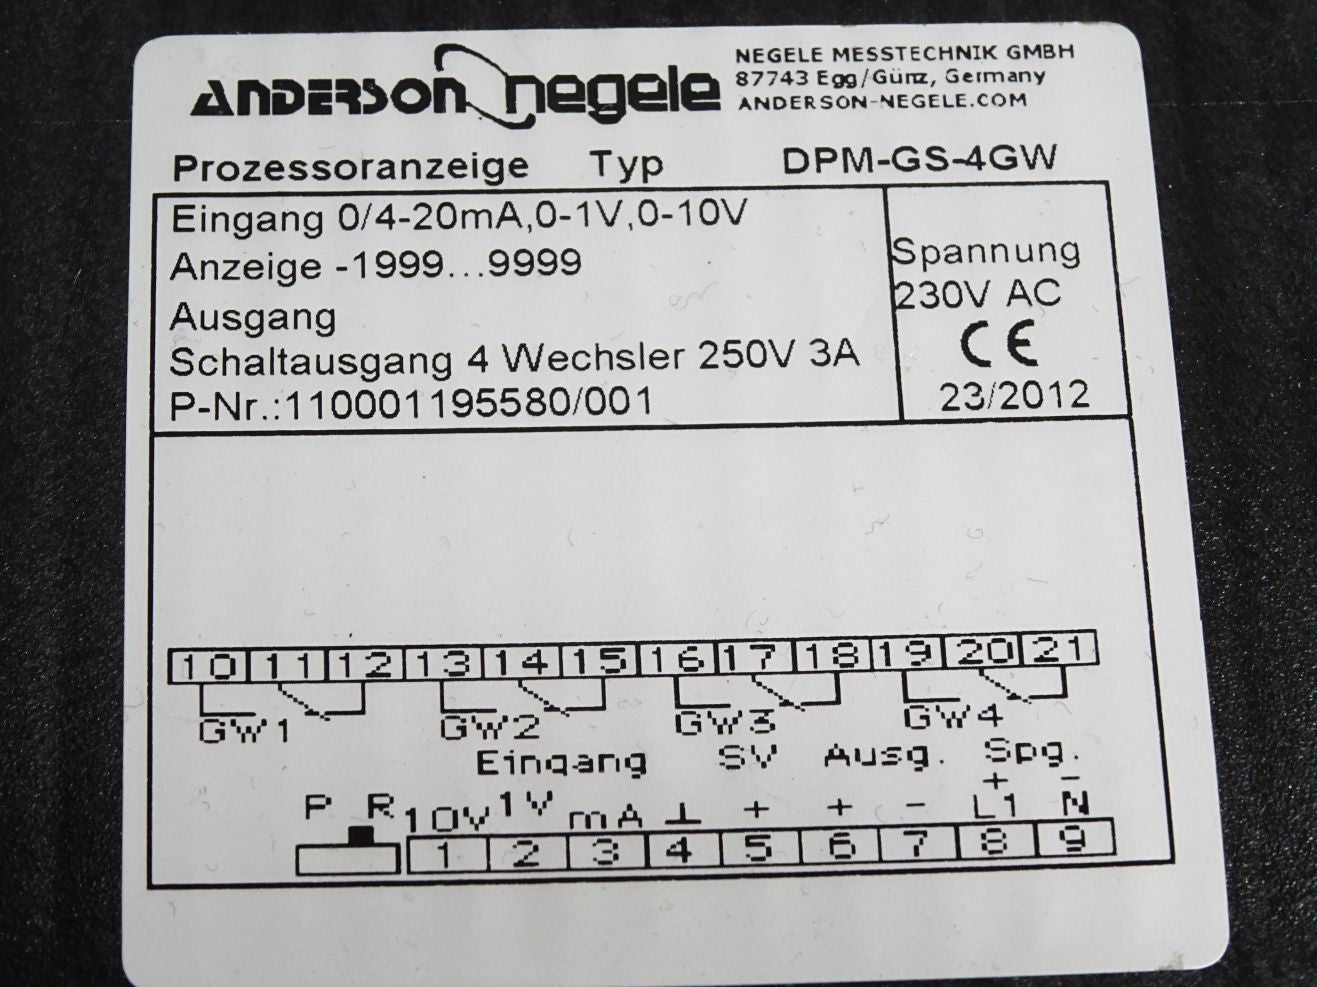 ANDERSON negele
NEGELE MESSTECHNIK GMBH
87743 Egg/Günz, Germany
ANDERSON-NEGELE.COM
Prozessoranzeige Typ DPM-GS-4GW
Eingang 0/4-20mA,0-1V,0-10V
Anzeige -1999...9999
Ausgang
Schaltausgang 4 Wechsler 250V 3A
P-Nr.:110001195580/001
Spannung
230V AC
CE
23/2012
10 11 12 13 14 15 16 17 18 19 20 21
GW1 GW2 GW3 GW4
Eingang SV Ausg. Spg.
+ -
P R 10V 1V mA ⊥ + + - L1 N
1 2 3 4 5 6 7 8 9